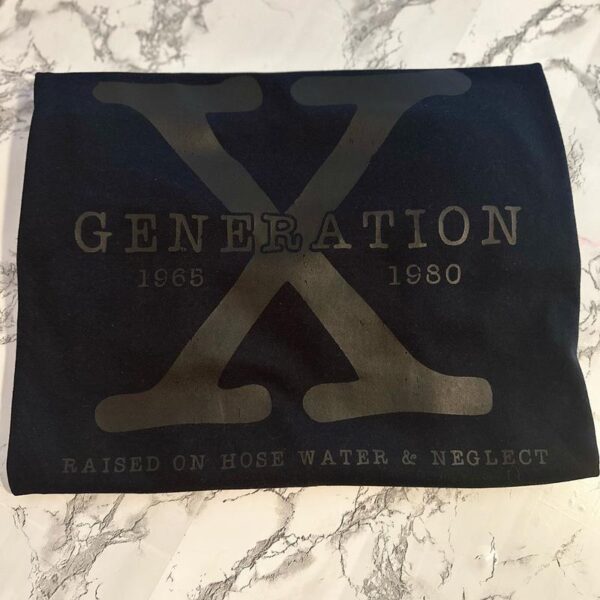 X
GENERATION
1965 1980
RAISED ON HOSE WATER & NEGLECT